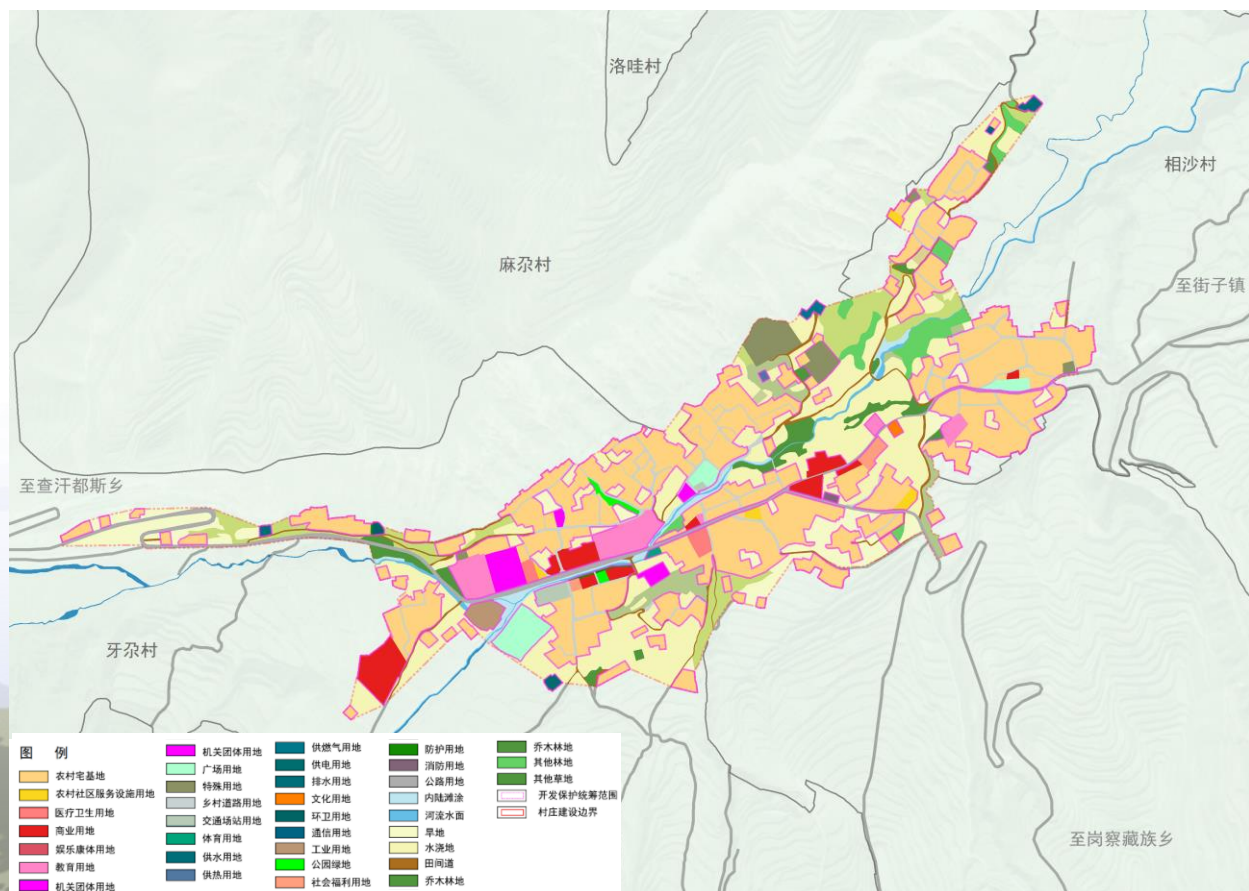 洛哇村
相沙村
麻尕村
至街子镇
至查汗都斯乡
牙尕村
至岗察藏族乡
图 例
农村宅基地
农村社区服务设施用地
医疗卫生用地
商业用地
娱乐康体用地
教育用地
机关团体用地
机关团体用地
广场用地
特殊用地
乡村道路用地
交通场站用地
体育用地
供水用地
供热用地
供燃气用地
供电用地
排水用地
文化用地
环卫用地
通信用地
工业用地
公园绿地
社会福利用地
防护用地
消防用地
公路用地
内陆滩涂
河流水面
旱地
水浇地
田间道
乔木林地
乔木林地
其他林地
其他草地
开发保护统筹范围
村庄建设边界